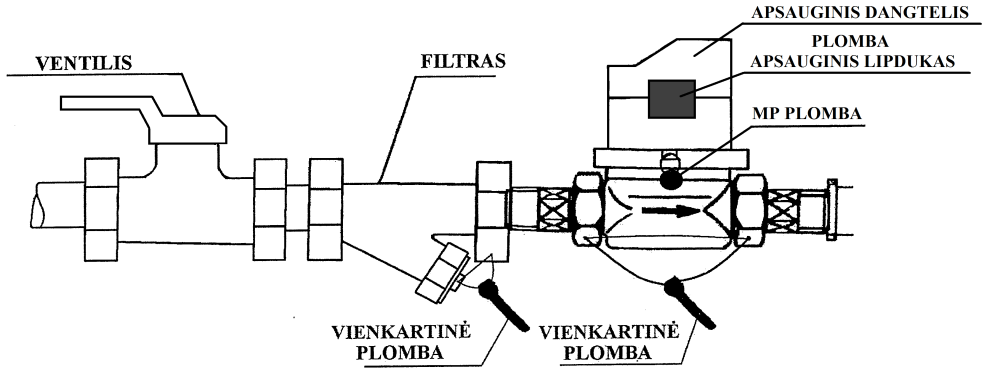 APSAUGINIS DANGTELIS
PLOMBA
APSAUGINIS LIPDUKAS
VENTILIS
FILTRAS
MP PLOMBA
VIENKARTINĖ
PLOMBA
VIENKARTINĖ
PLOMBA